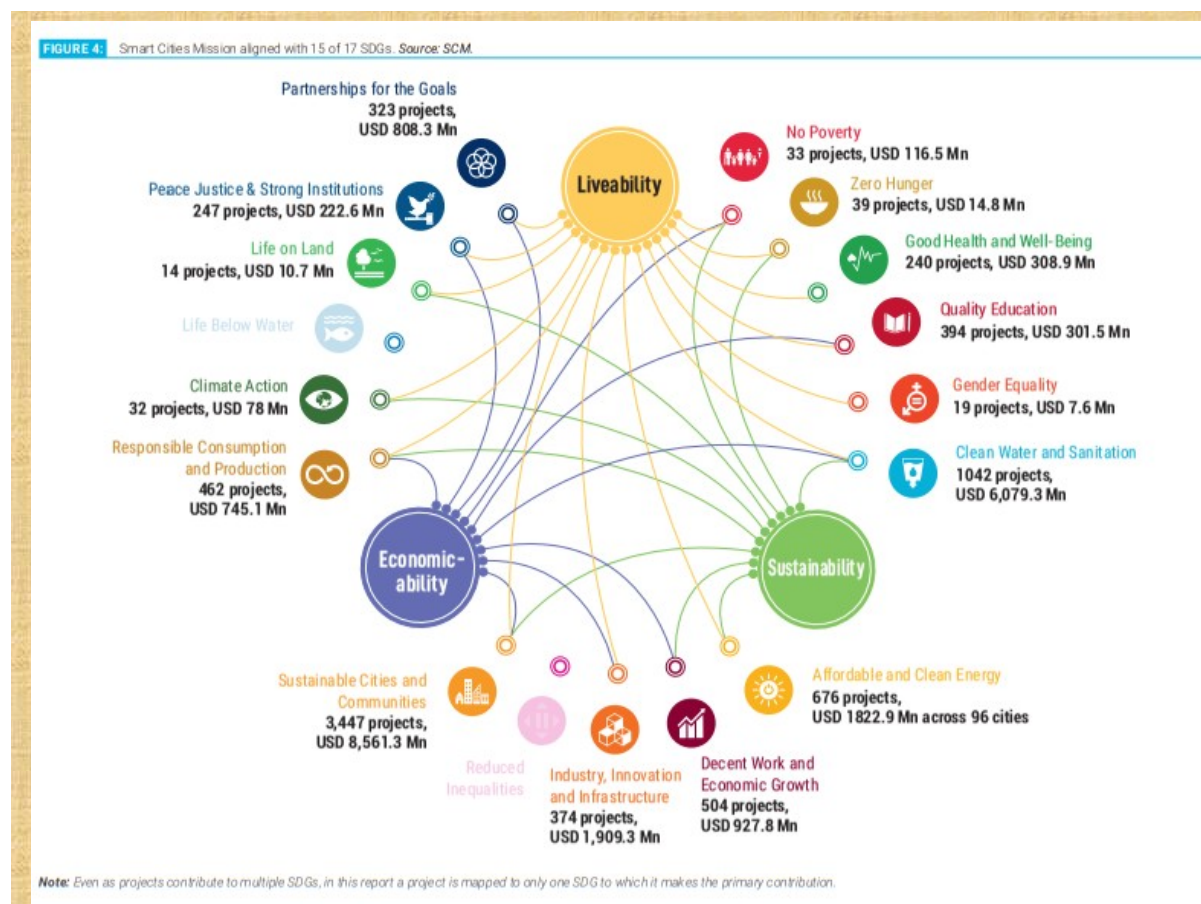 FIGURE 4: Smart Cities Mission aligned with 15 of 17 SDGs. Source: SCM.
Partnerships for the Goals
323 projects,
USD 808.3 Mn
Peace Justice & Strong Institutions
247 projects, USD 222.6 Mn
Life on Land
14 projects, USD 10.7 Mn
Life Below Water
Climate Action
32 projects, USD 78 Mn
Responsible Consumption
and Production
462 projects,
USD 745.1 Mn
Liveability
No Poverty
33 projects, USD 116.5 Mn
Zero Hunger
39 projects, USD 14.8 Mn
Good Health and Well-Being
240 projects, USD 308.9 Mn
Quality Education
394 projects, USD 301.5 Mn
Gender Equality
19 projects, USD 7.6 Mn
Clean Water and Sanitation
1042 projects,
USD 6,079.3 Mn
Economic-
ability
Sustainability
Sustainable Cities and
Communities
3,447 projects,
USD 8,561.3 Mn
Reduced
Inequalities
Industry, Innovation
and Infrastructure
374 projects,
USD 1,909.3 Mn
Decent Work and
Economic Growth
504 projects,
USD 927.8 Mn
Affordable and Clean Energy
676 projects,
USD 1822.9 Mn across 96 cities
Note: Even as projects contribute to multiple SDGs, in this report a project is mapped to only one SDG to which it makes the primary contribution.